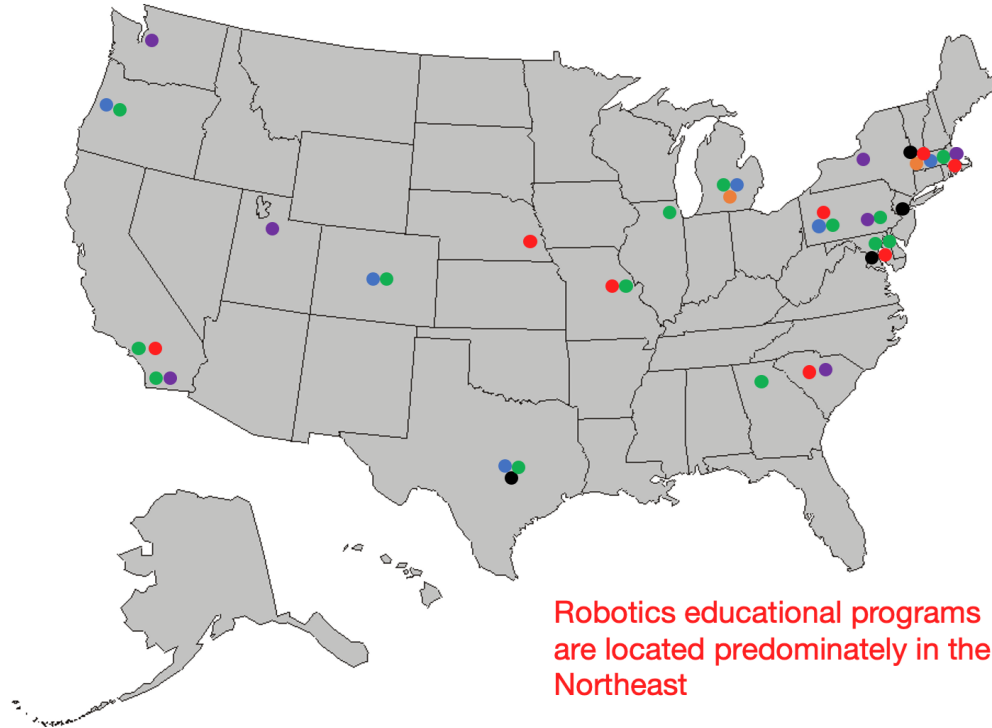 Robotics educational programs
are located predominately in the
Northeast